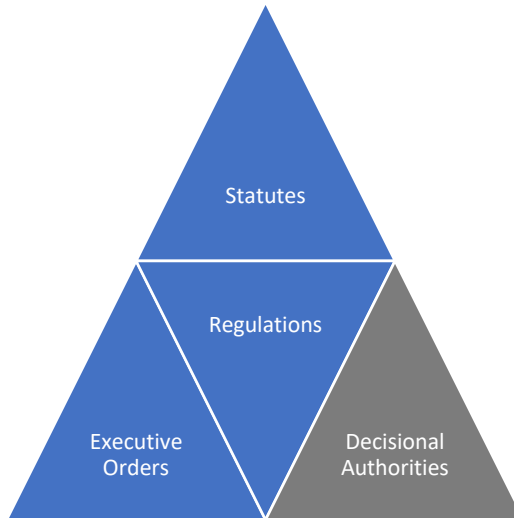 Statutes
Regulations
Executive
Orders
Decisional
Authorities